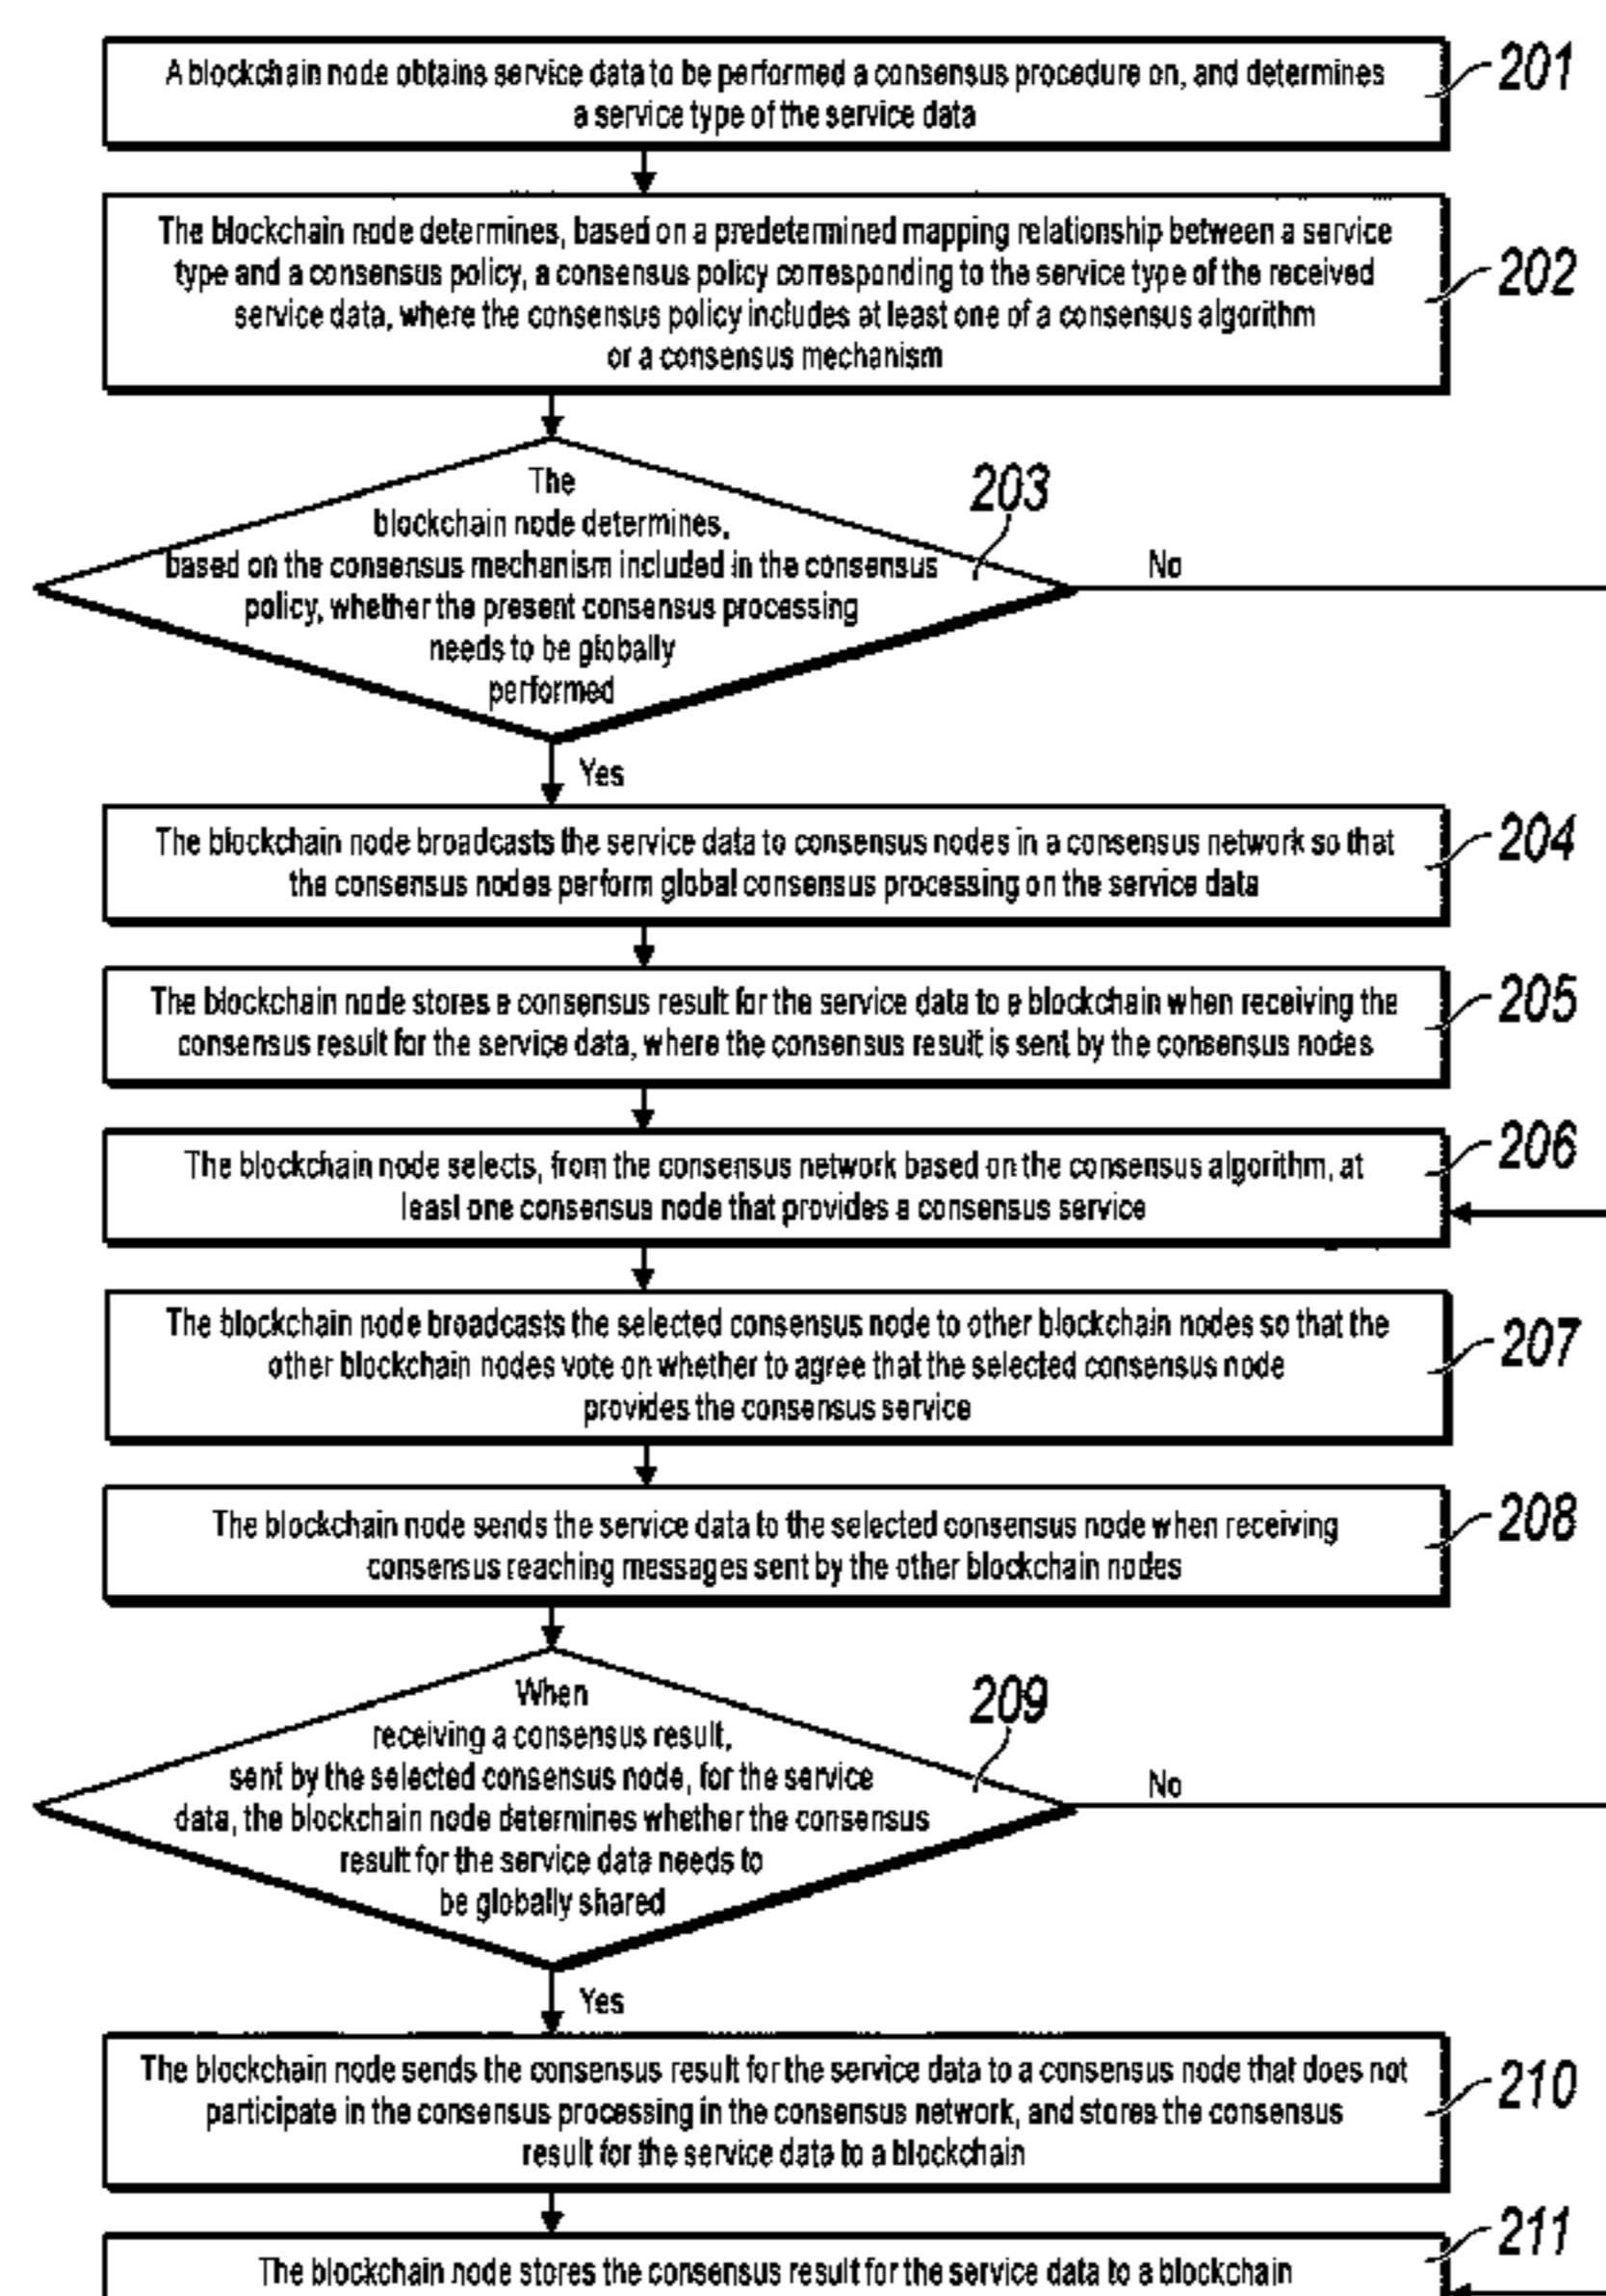 A blockchain node obtains service data to be performed a consensus procedure on, and determines
a service type of the service data
201
The blockchain node determines, based on a predetermined mapping relationship between a service
type and a consensus policy, a consensus policy corresponding to the service type of the received
service data, where the consensus policy includes at least one of a consensus algorithm
or a consensus mechanism
202
The
blockchain node determines,
based on the consensus mechanism included in the consensus
policy, whether the present consensus processing
needs to be globally
performed
203
No
Yes
The blockchain node broadcasts the service data to consensus nodes in a consensus network so that
the consensus nodes perform global consensus processing on the service data
204
The blockchain node stores a consensus result for the service data to a blockchain when receiving the
consensus result for the service data, where the consensus result is sent by the consensus nodes
205
The blockchain node selects, from the consensus network based on the consensus algorithm, at
least one consensus node that provides a consensus service
206
The blockchain node broadcasts the selected consensus node to other blockchain nodes so that the
other blockchain nodes vote on whether to agree that the selected consensus node
provides the consensus service
207
The blockchain node sends the service data to the selected consensus node when receiving
consensus reaching messages sent by the other blockchain nodes
208
When
receiving a consensus result,
sent by the selected consensus node, for the service
data, the blockchain node determines whether the consensus
result for the service data needs to
be globally shared
209
No
Yes
The blockchain node sends the consensus result for the service data to a consensus node that does not
participate in the consensus processing in the consensus network, and stores the consensus
result for the service data to a blockchain
210
The blockchain node stores the consensus result for the service data to a blockchain
211